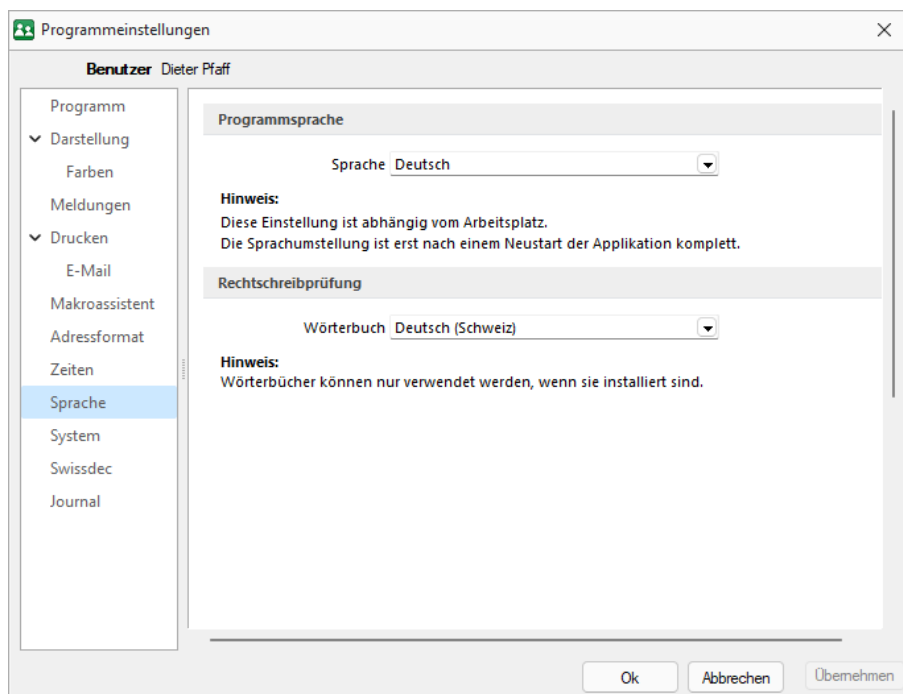 Programmeinstellungen
Benutzer Dieter Pfaff
Programm
Darstellung
Farben
Meldungen
Drucken
E-Mail
Makroassistent
Adressformat
Zeiten
Sprache
System
Swissdec
Journal
Programmsprache
Sprache Deutsch
Hinweis:
Diese Einstellung ist abhängig vom Arbeitsplatz.
Die Sprachumstellung ist erst nach einem Neustart der Applikation komplett.
Rechtschreibprüfung
Wörterbuch Deutsch (Schweiz)
Hinweis:
Wörterbücher können nur verwendet werden, wenn sie installiert sind.
Ok Abbrechen Übernehmen